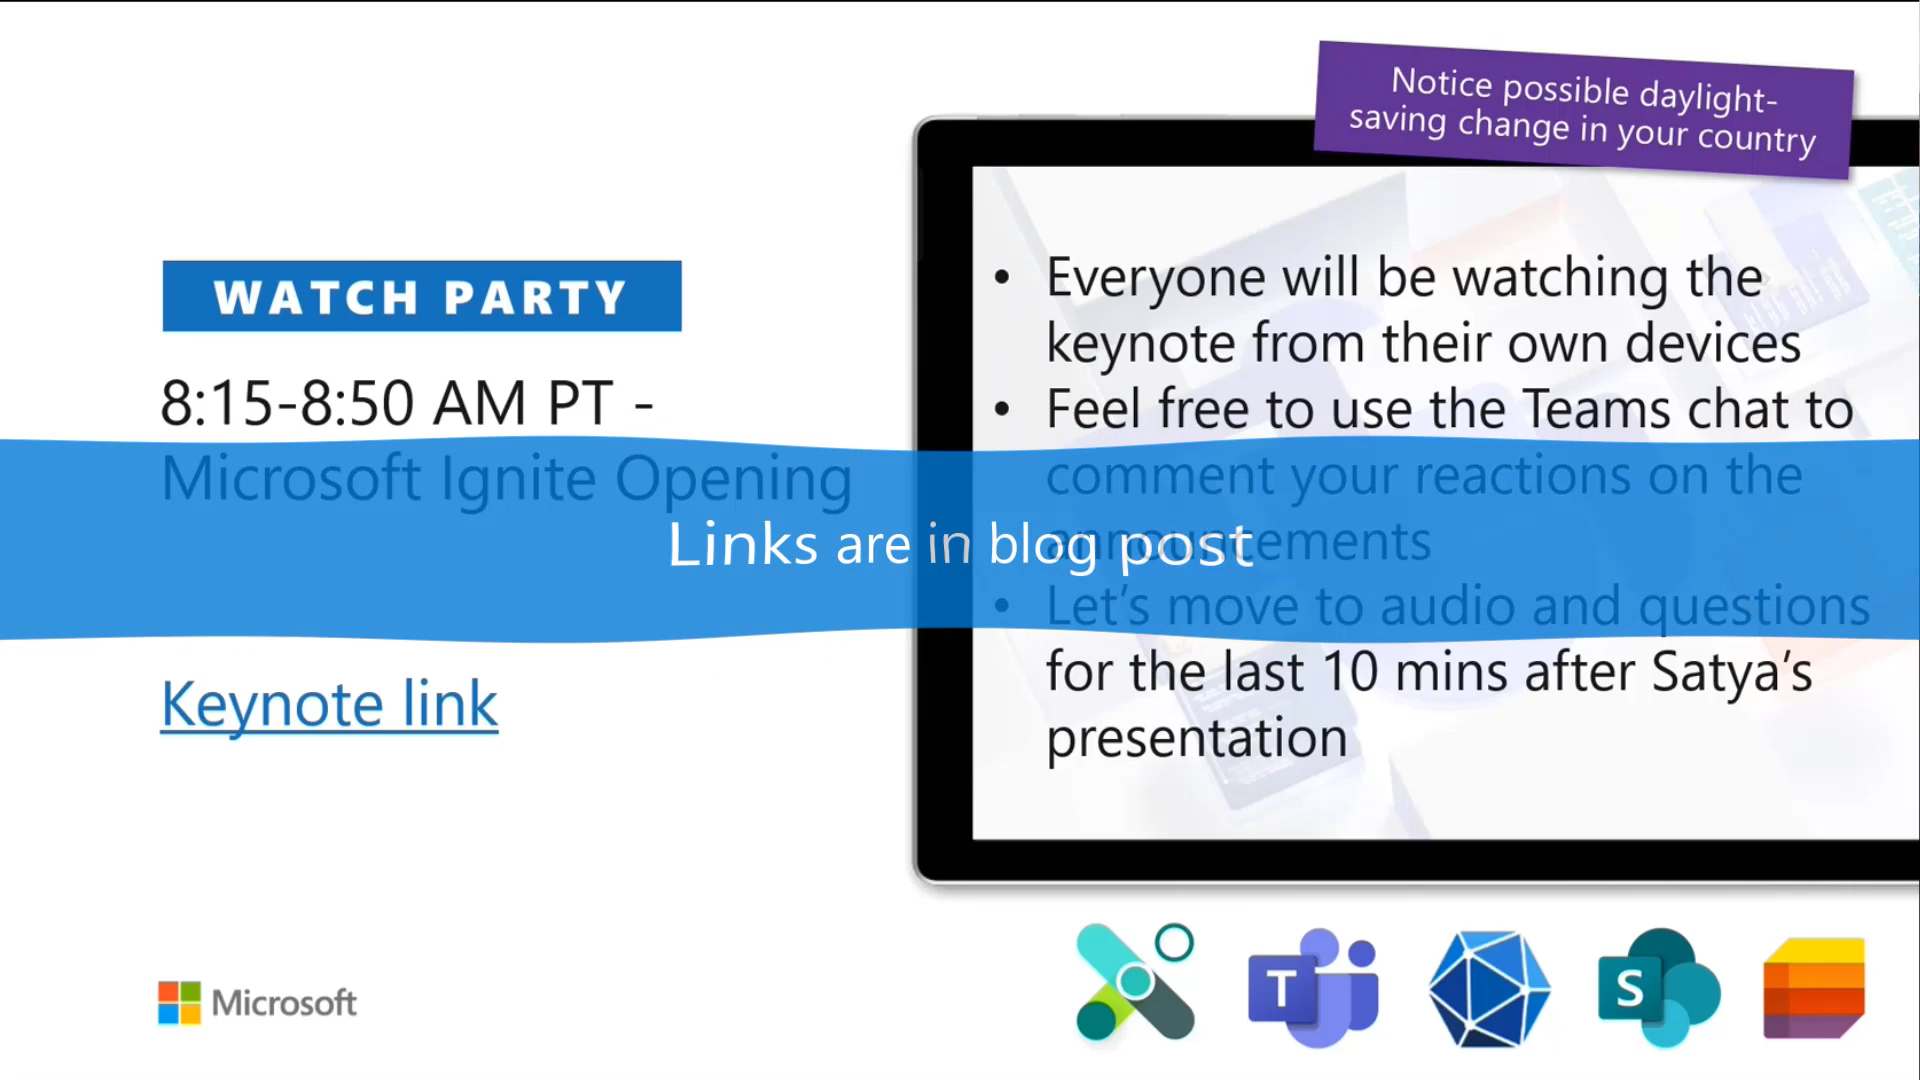 Notice possible daylight-
saving change in your country
WATCH PARTY
8:15-8:50 AM PT -
Microsoft Ignite Opening
Keynote link
• Everyone will be watching the
keynote from their own devices
• Feel free to use the Teams chat to
comment your reactions on the
announcements
• Let's move to audio and questions
for the last 10 mins after Satya's
presentation
Links are in blog post
Microsoft
T
S